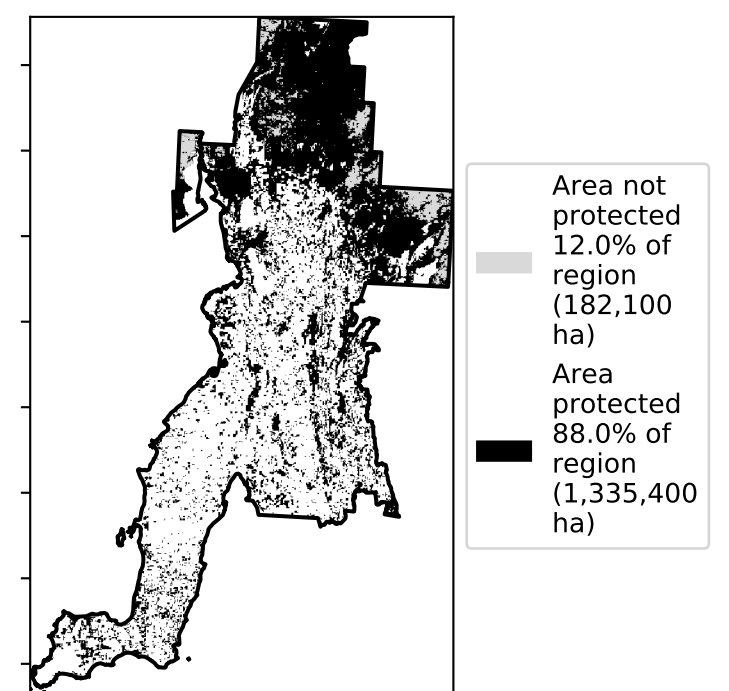 Area not
protected
12.0% of
region
(182,100
ha)
Area
protected
88.0% of
region
(1,335,400
ha)